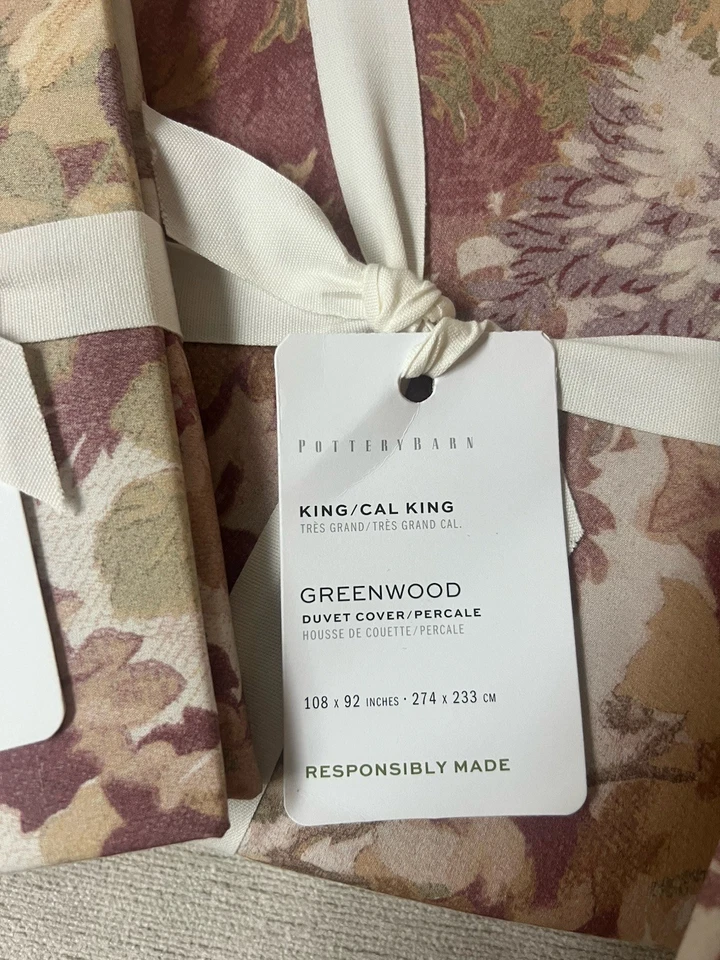 POTTERYBARN
KING/CAL KING
TRÈS GRAND/TRÈS GRAND CAL.
GREENWOOD
DUVET COVER/PERCALE
HOUSSE DE COUETTE/PERCALE
108 x 92 INCHES · 274 x 233 CM
RESPONSIBLY MADE